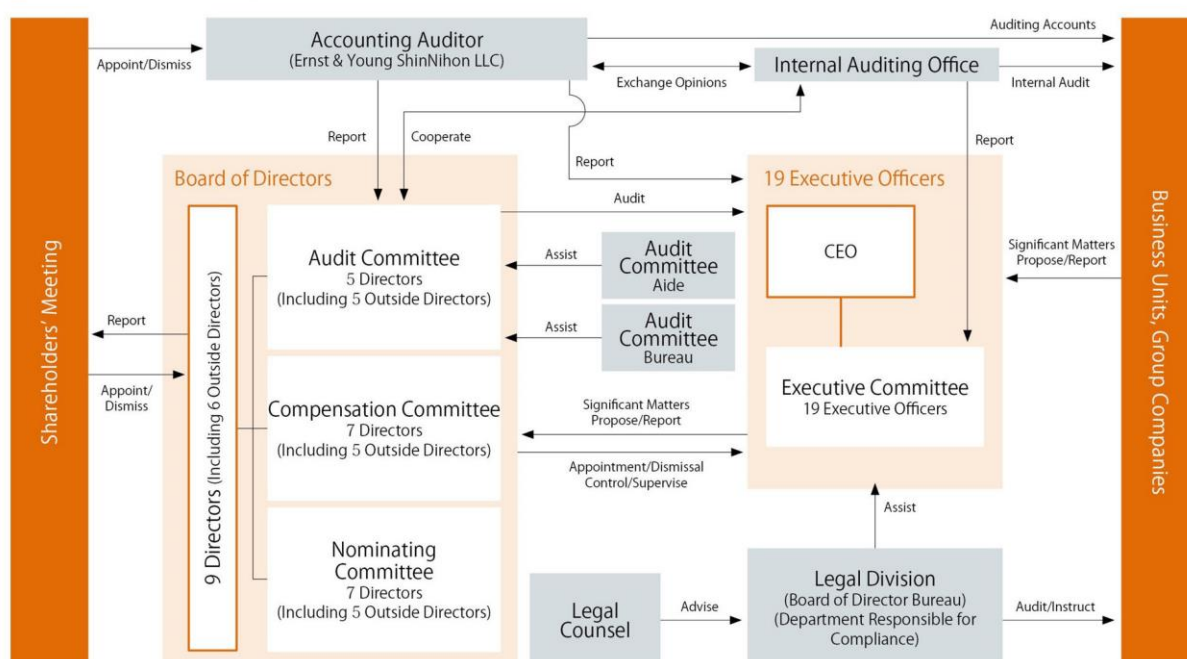 Shareholders' Meeting
Appoint/Dismiss
Accounting Auditor
(Ernst & Young ShinNihon LLC)
Auditing Accounts
Exchange Opinions
Internal Auditing Office
Internal Audit
Report
Cooperate
Report
Report
Board of Directors
9 Directors (Including 6 Outside Directors)
Audit Committee
5 Directors
(Including 5 Outside Directors)
Compensation Committee
7 Directors
(Including 5 Outside Directors)
Nominating
Committee
7 Directors
(Including 5 Outside Directors)
Report
Appoint/
Dismiss
Audit
Assist
Audit
Committee
Aide
Assist
Audit
Committee
Bureau
Significant Matters
Propose/Report
Appointment/Dismissal
Control/Supervise
19 Executive Officers
CEO
Executive Committee
19 Executive Officers
Significant Matters
Propose/Report
Assist
Legal
Counsel
Advise
Legal Division
(Board of Director Bureau)
(Department Responsible for
Compliance)
Audit/Instruct
Business Units, Group Companies